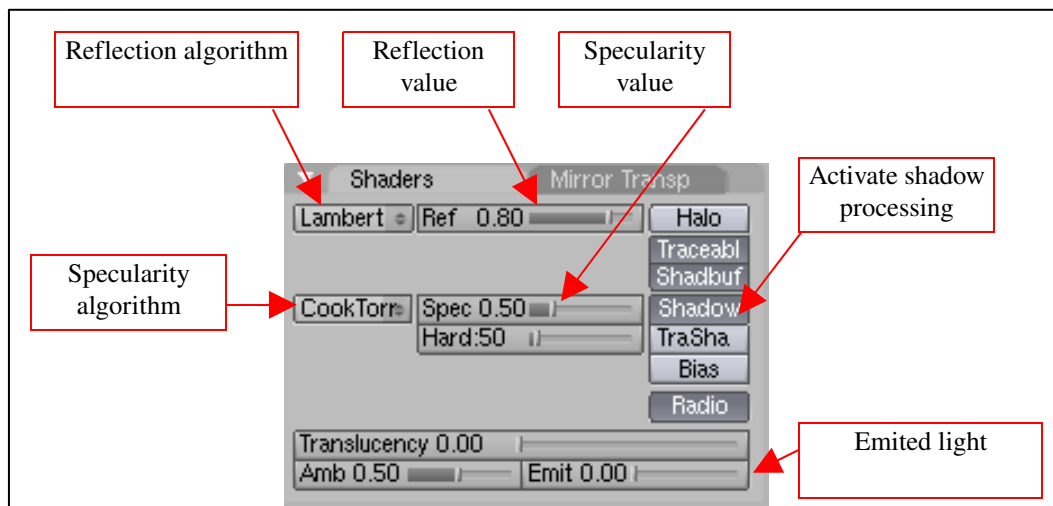 Reflection algorithm
Reflection
value
Specularity
value
Shaders
Mirror Transp
Activate shadow
processing
Lambert
Ref 0.80
Halo
Traceabl
Shadbuf
Specularity
algorithm
CookTorr
Spec 0.50
Shadow
Hard:50
TraSha
Bias
Radio
Translucency 0.00
Amb 0.50
Emit 0.00
Emited light